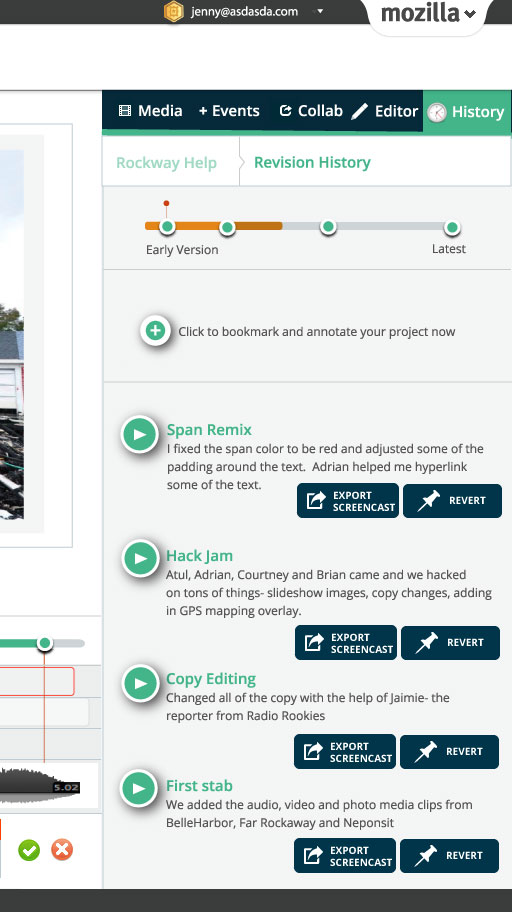 jenny@asdasda.com
mozilla
Media
+ Events
Collab
Editor
History
Rockway Help
Revision History
Early Version
Latest
Click to bookmark and annotate your project now
Span Remix
I fixed the span color to be red and adjusted some of the
padding around the text.  Adrian helped me hyperlink
some of the text.
EXPORT
SCREENCAST
REVERT
Hack Jam
Atul, Adrian, Courtney and Brian came and we hacked
on tons of things- slideshow images, copy changes, adding
in GPS mapping overlay.
EXPORT
SCREENCAST
REVERT
Copy Editing
Changed all of the copy with the help of Jaimie- the
reporter from Radio Rookies
EXPORT
SCREENCAST
REVERT
5.02
First stab
We added the audio, video and photo media clips from
BelleHarbor, Far Rockaway and Neponsit
EXPORT
SCREENCAST
REVERT